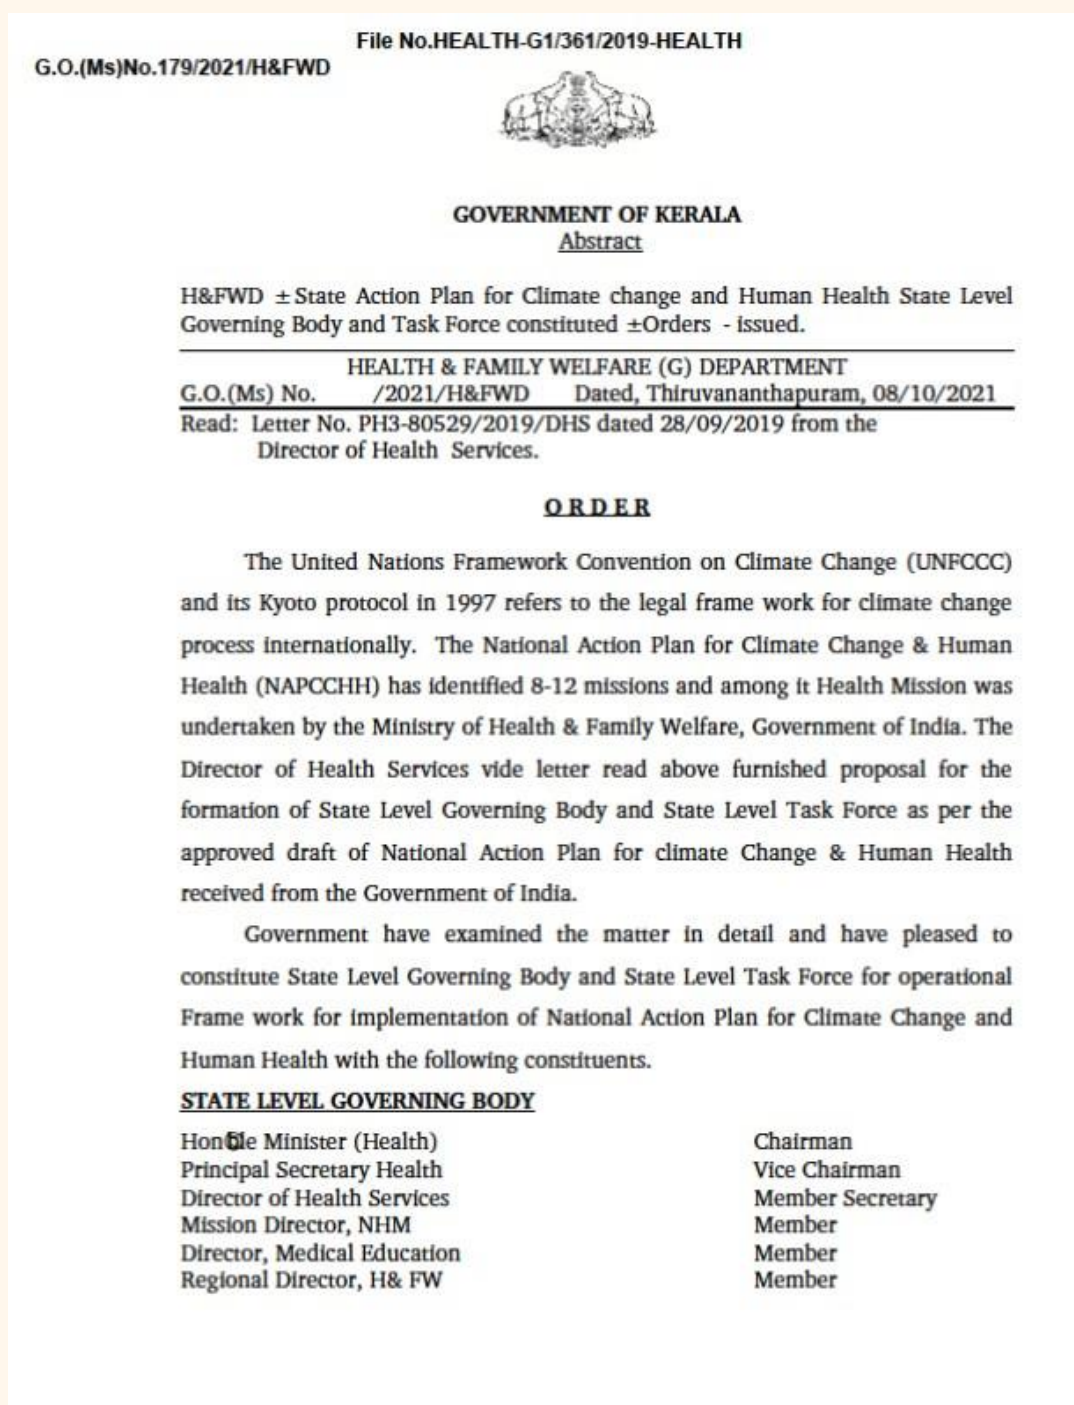 File No.HEALTH-G1/361/2019-HEALTH
G.O.(Ms)No.179/2021/H&FWD
GOVERNMENT OF KERALA
Abstract
H&FWD ±State Action Plan for Climate change and Human Health State Level
Governing Body and Task Force constituted ±Orders - issued.
HEALTH & FAMILY WELFARE (G) DEPARTMENT
G.O.(Ms) No. /2021/H&FWD Dated, Thiruvananthapuram, 08/10/2021
Read: Letter No. PH3-80529/2019/DHS dated 28/09/2019 from the
Director of Health Services.
O R D E R
The United Nations Framework Convention on Climate Change (UNFCCC)
and its Kyoto protocol in 1997 refers to the legal frame work for climate change
process internationally. The National Action Plan for Climate Change & Human
Health (NAPCCHH) has identified 8-12 missions and among it Health Mission was
undertaken by the Ministry of Health & Family Welfare, Government of India. The
Director of Health Services vide letter read above furnished proposal for the
formation of State Level Governing Body and State Level Task Force as per the
approved draft of National Action Plan for climate Change & Human Health
received from the Government of India.
Government have examined the matter in detail and have pleased to
constitute State Level Governing Body and State Level Task Force for operational
Frame work for implementation of National Action Plan for Climate Change and
Human Health with the following constituents.
STATE LEVEL GOVERNING BODY
Minister (Health) Chairman
Principal Secretary Health Vice Chairman
Director of Health Services Member Secretary
Mission Director, NHM Member
Director, Medical Education Member
Regional Director, H& FW Member